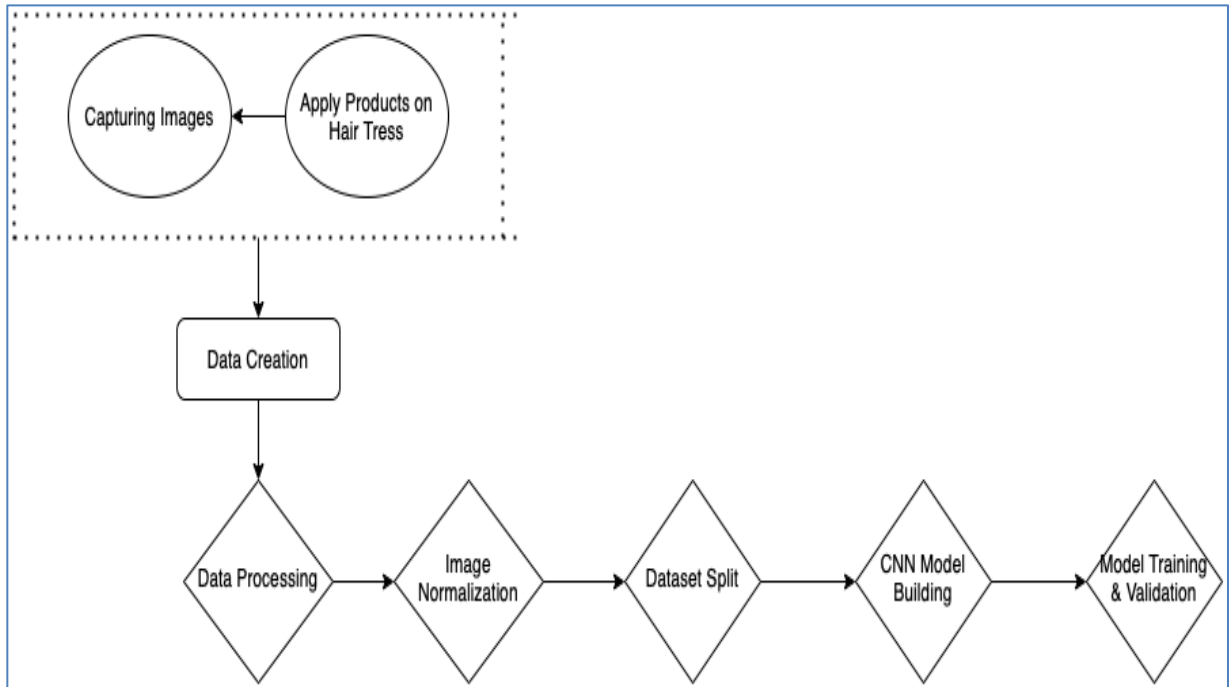 Capturing Images
Apply Products on
Hair Tress
Data Creation
Data Processing
Image
Normalization
Dataset Split
CNN Model
Building
Model Training
& Validation